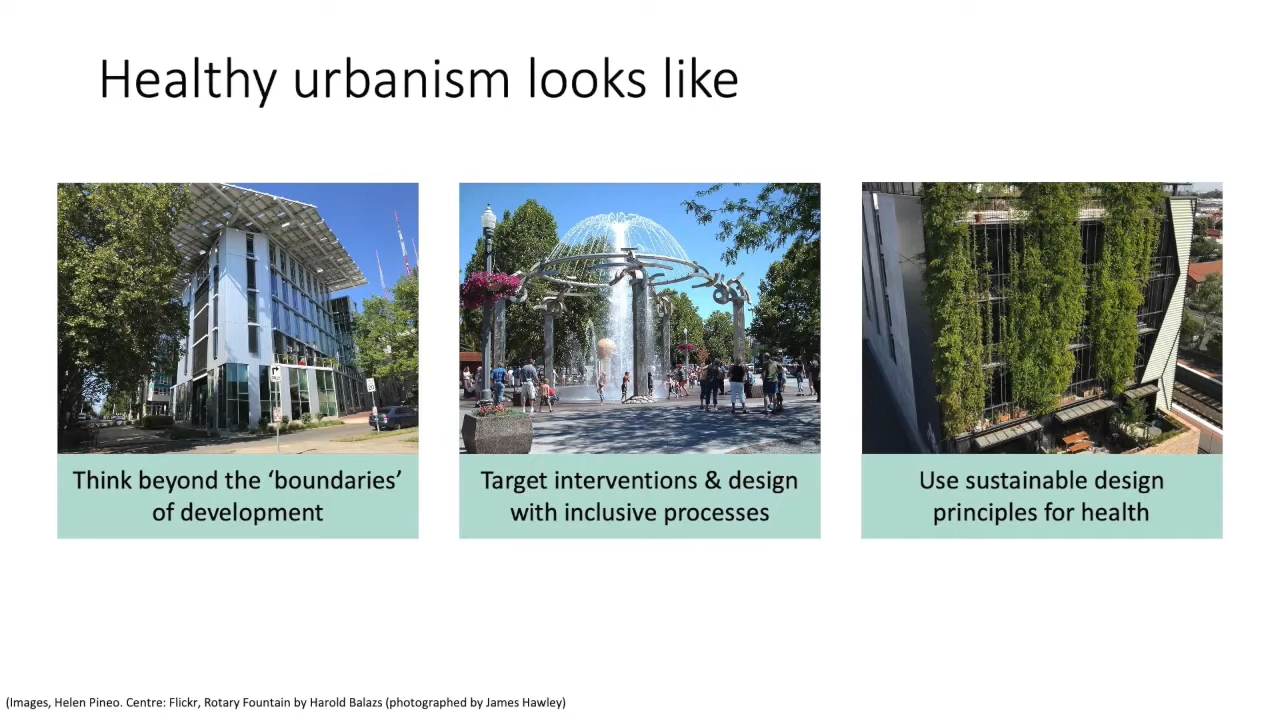 Healthy urbanism looks like
Think beyond the ‘boundaries’
of development
Target interventions & design
with inclusive processes
Use sustainable design
principles for health
(Images, Helen Pineo. Centre: Flickr, Rotary Fountain by Harold Balazs (photographed by James Hawley)